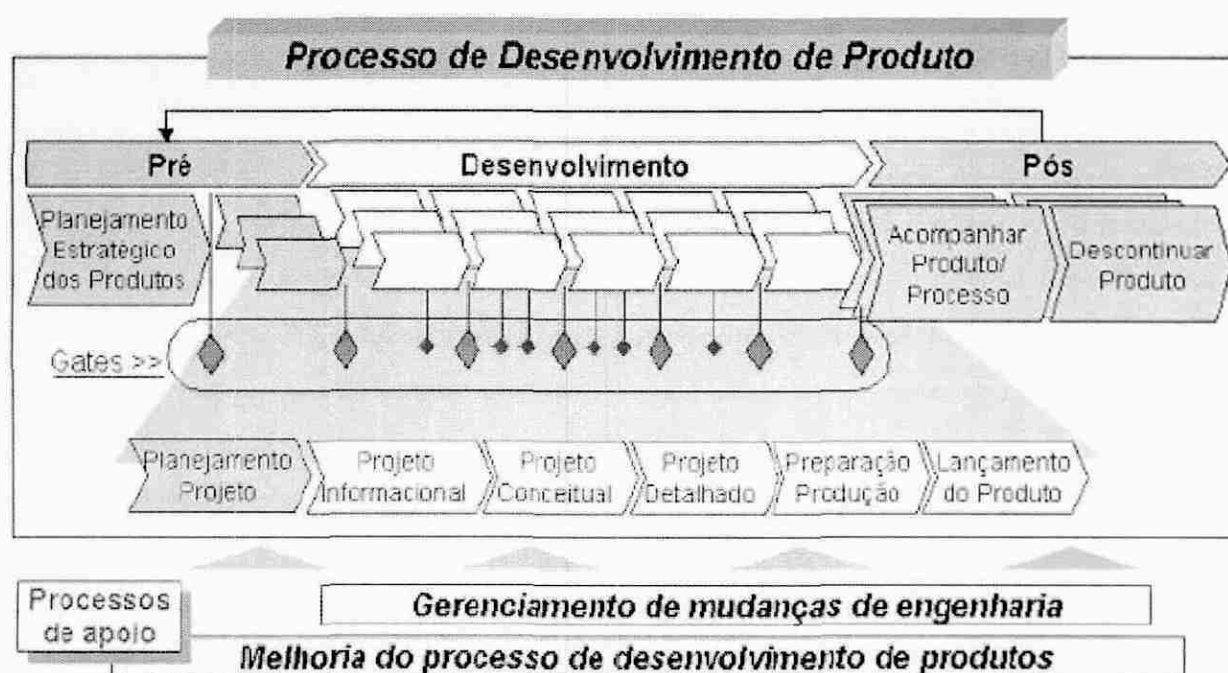 Processo de Desenvolvimento de Produto
Pré
Desenvolvimento
Pós
Planejamento
Estratégico
dos Produtos
Acompanhar
Produto/
Processo
Descontinuar
Produto
Gates >>
Planejamento
Projeto
Projeto
Informacional
Projeto
Conceitual
Projeto
Detalhado
Preparação
Produção
Lançamento
do Produto
Processos
de apoio
Gerenciamento de mudanças de engenharia
Melhoria do processo de desenvolvimento de produtos